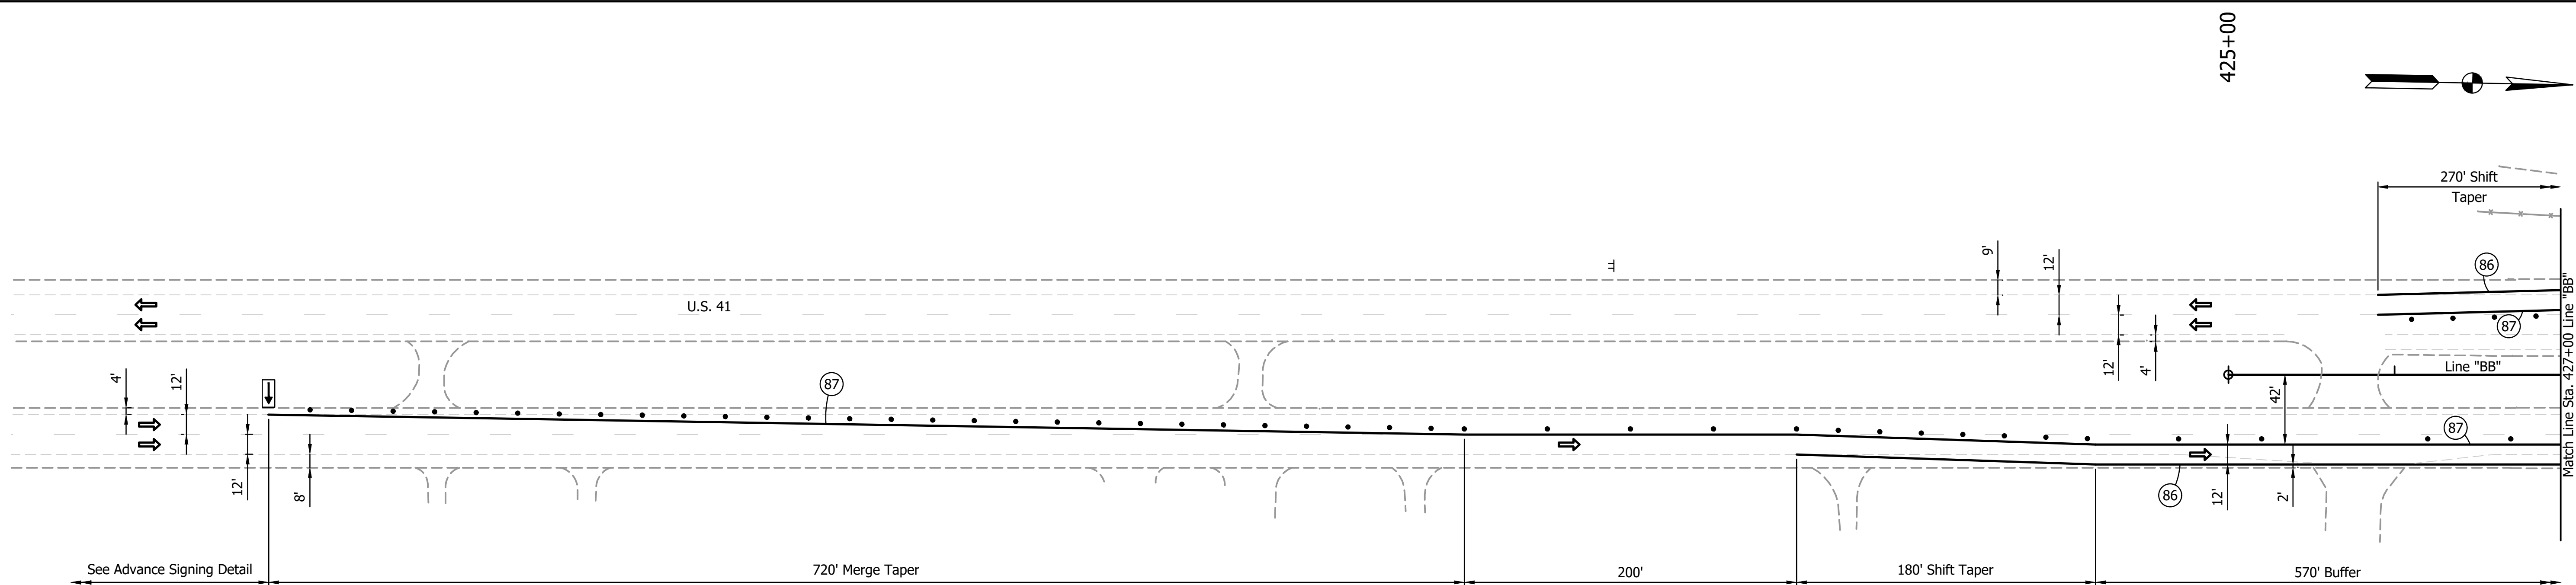 425+00
270' Shift
Taper
9'
12'
86
U.S. 41
12'
4'
87
Line "BB"
Match Line Sta. 427+00 Line "BB"
4'
12'
87
42'
87
12'
8'
86
12'
2'
See Advance Signing Detail
720' Merge Taper
200'
180' Shift Taper
570' Buffer